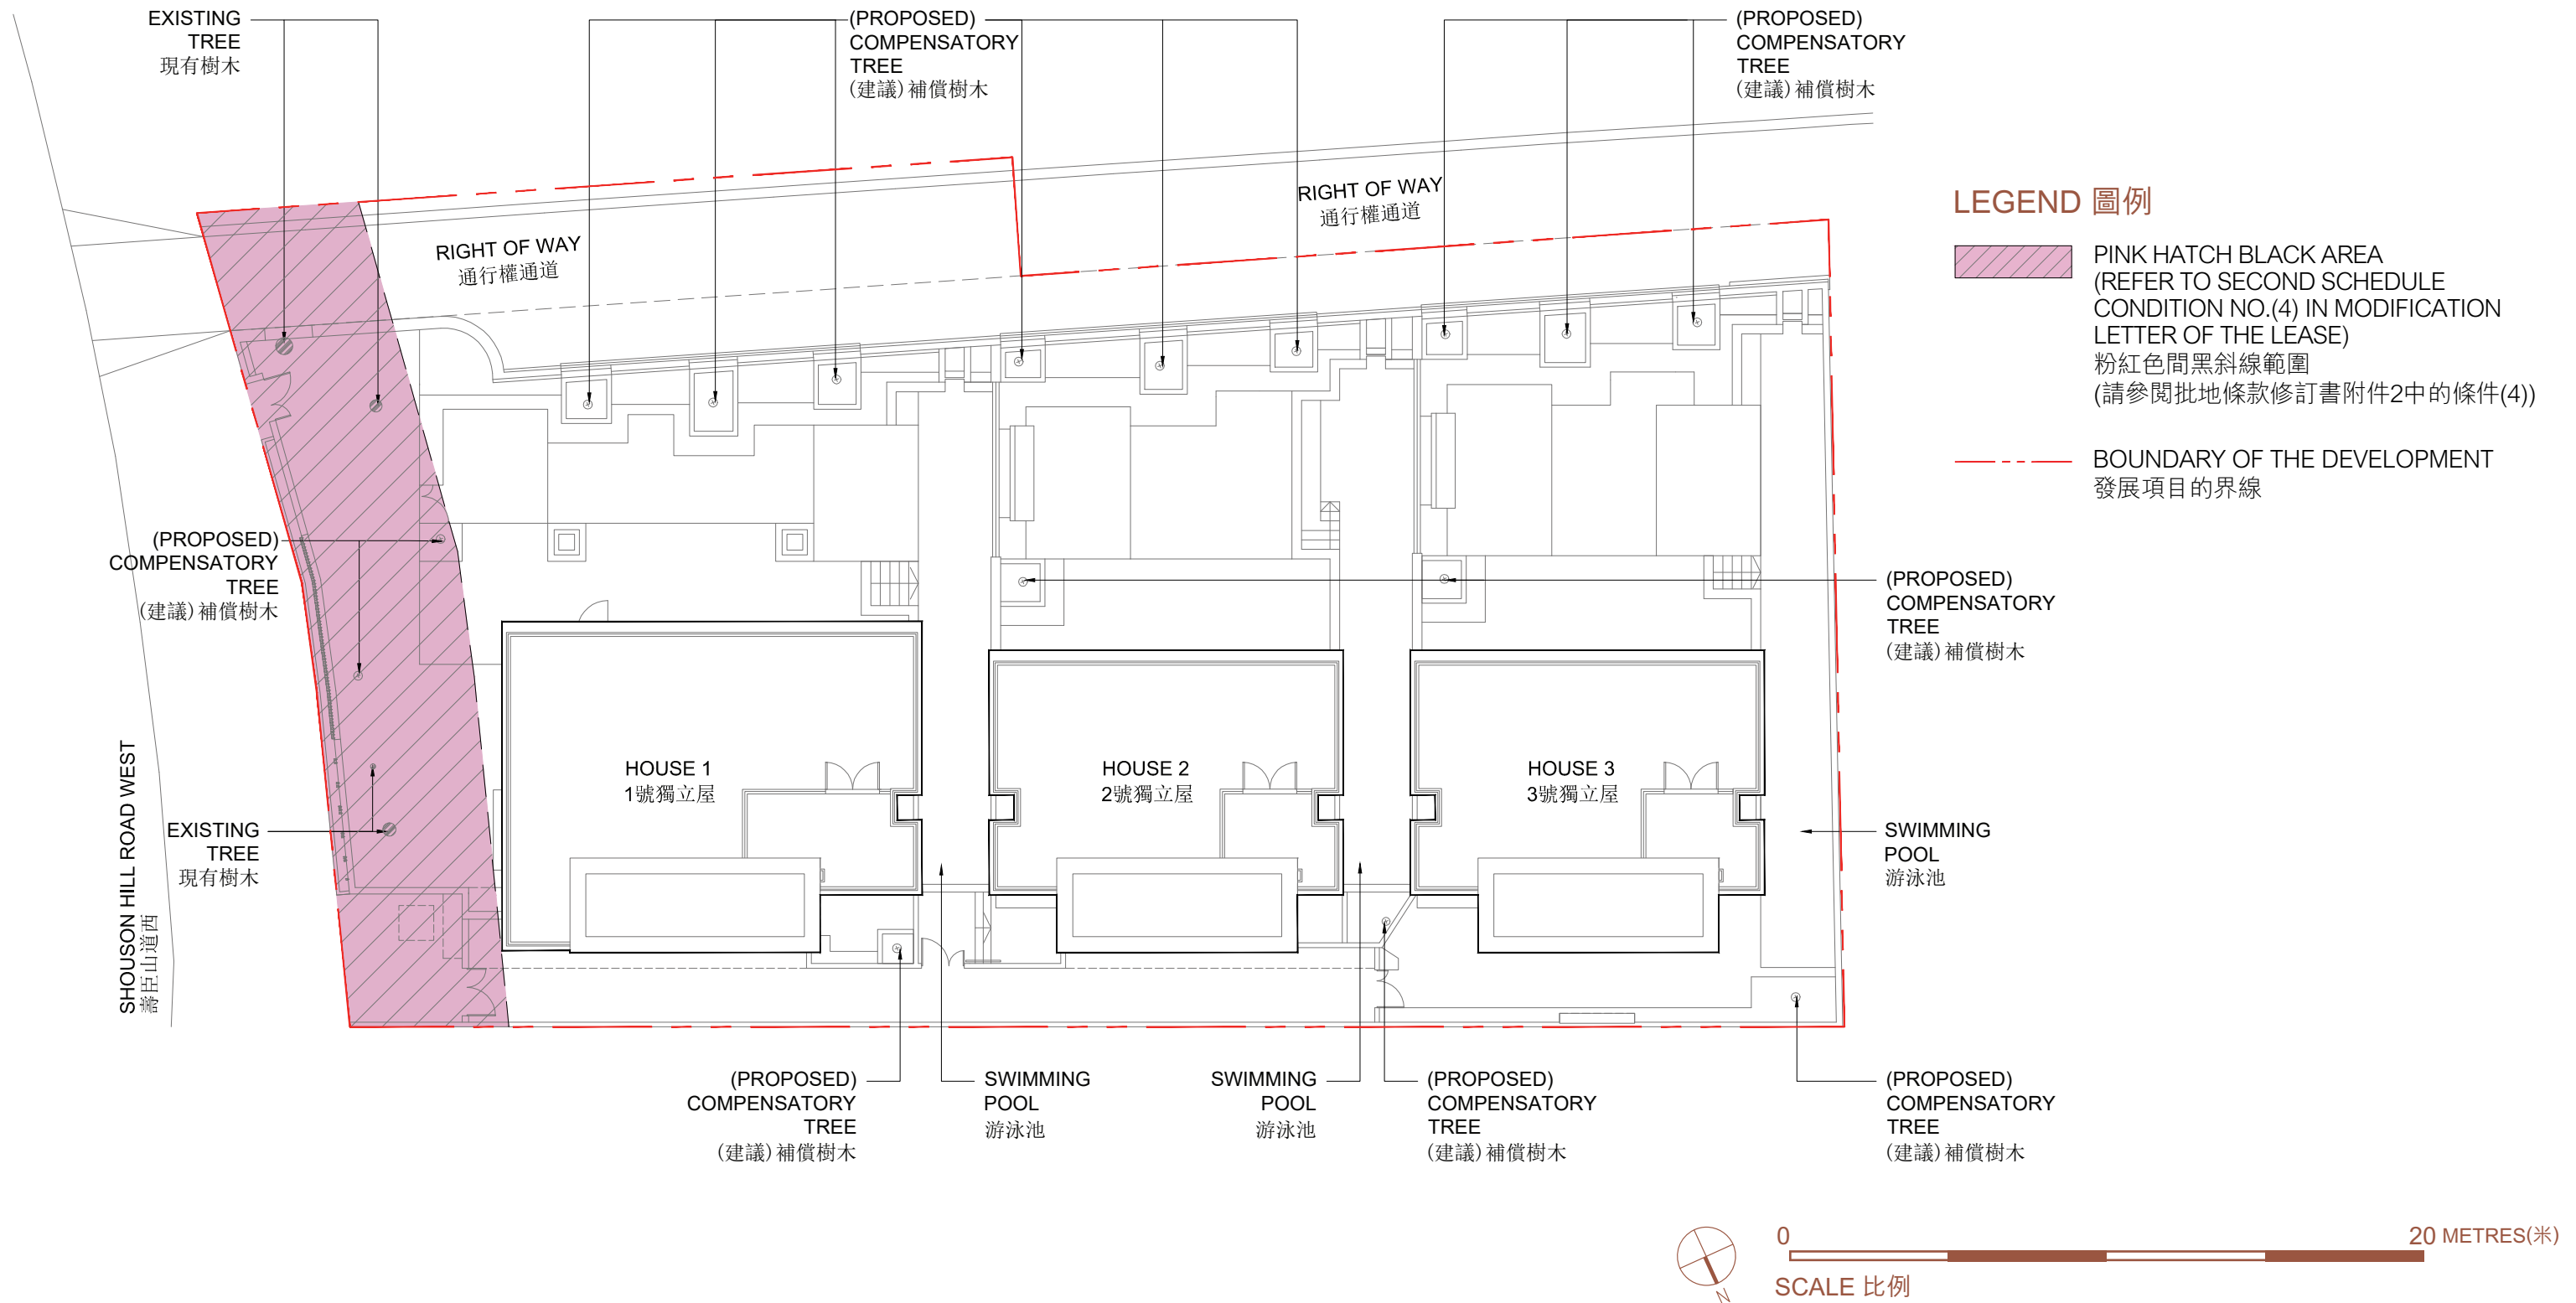 EXISTING
TREE
現有樹木
(PROPOSED)
COMPENSATORY
TREE
(建議)補償樹木
(PROPOSED)
COMPENSATORY
TREE
(建議)補償樹木
RIGHT OF WAY
通行權通道
RIGHT OF WAY
通行權通道
LEGEND 圖例
PINK HATCH BLACK AREA
(REFER TO SECOND SCHEDULE
CONDITION NO.(4) IN MODIFICATION
LETTER OF THE LEASE)
粉紅色間黑斜線範圍
(請參閱批地條款修訂書附件2中的條件(4))
BOUNDARY OF THE DEVELOPMENT
發展項目的界線
(PROPOSED)
COMPENSATORY
TREE
(建議)補償樹木
(PROPOSED)
COMPENSATORY
TREE
(建議)補償樹木
HOUSE 1
1號獨立屋
HOUSE 2
2號獨立屋
HOUSE 3
3號獨立屋
EXISTING
TREE
現有樹木
SWIMMING
POOL
游泳池
SHOUSON HILL ROAD WEST
壽臣山道西
(PROPOSED)
COMPENSATORY
TREE
(建議)補償樹木
SWIMMING
POOL
游泳池
SWIMMING
POOL
游泳池
(PROPOSED)
COMPENSATORY
TREE
(建議)補償樹木
(PROPOSED)
COMPENSATORY
TREE
(建議)補償樹木
N
0
20 METRES(米)
SCALE 比例